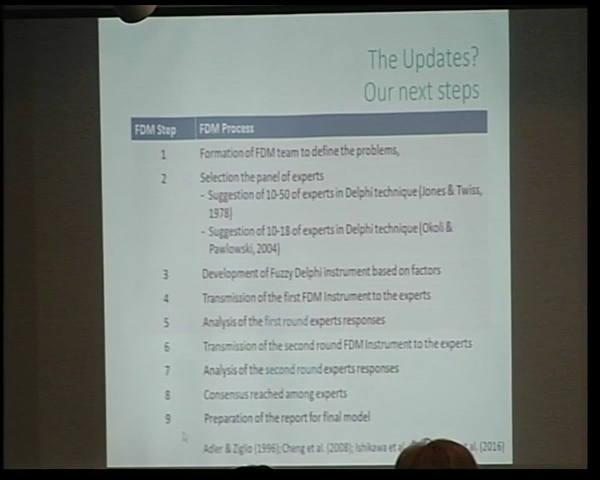 The Updates?
Our next steps
FDM Step FDM Process
1 Formation of FDM team to define the problems,
2 Selection the panel of experts
- Suggestion of 10-50 of experts in Delphi technique (Jones & Twiss,
1978)
- Suggestion of 10-18 of experts in Delphi technique (Okoli &
Pawlowski, 2004)
3 Development of Fuzzy Delphi instrument based on factors
4 Transmission of the first FDM Instrument to the experts
5 Analysis of the first round experts responses
6 Transmission of the second round FDM Instrument to the experts
7 Analysis of the second round experts responses
8 Consensus reached among experts
9 Preparation of the report for final model
Adler & Ziglio (1996); Cheng et al. (2008); Ishikawa et al. (2016)